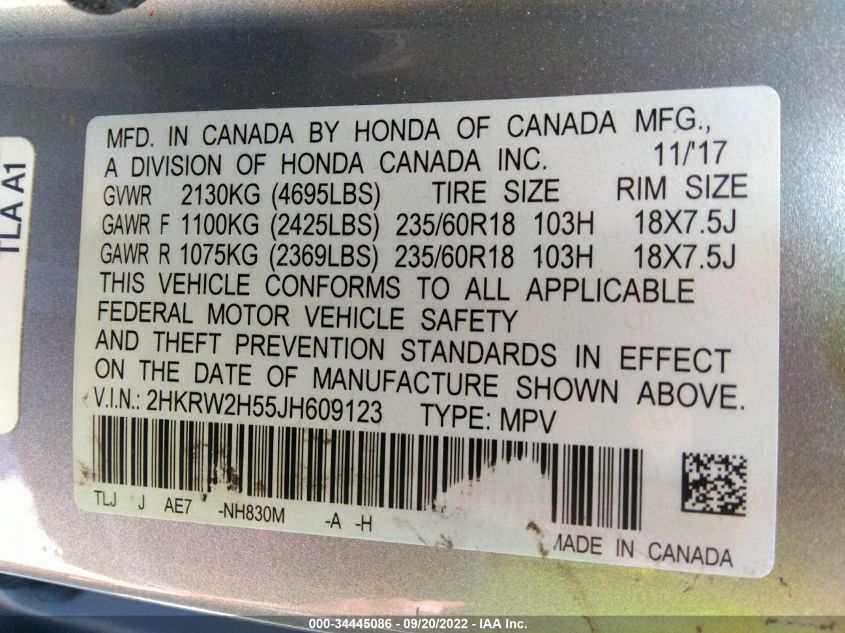 TLA A1
MFD. IN CANADA BY HONDA OF CANADA MFG.,
A DIVISION OF HONDA CANADA INC. 11/'17
GVWR 2130KG (4695LBS) TIRE SIZE RIM SIZE
GAWR F 1100KG (2425LBS) 235/60R18 103H 18X7.5J
GAWR R 1075KG (2369LBS) 235/60R18 103H 18X7.5J
THIS VEHICLE CONFORMS TO ALL APPLICABLE
FEDERAL MOTOR VEHICLE SAFETY
AND THEFT PREVENTION STANDARDS IN EFFECT
ON THE DATE OF MANUFACTURE SHOWN ABOVE.
V.I.N.: 2HKRW2H55JH609123 TYPE: MPV
TLJ J AE7 -NH830M -A -H
MADE IN CANADA
000-34445086 - 09/20/2022 - IAA Inc.